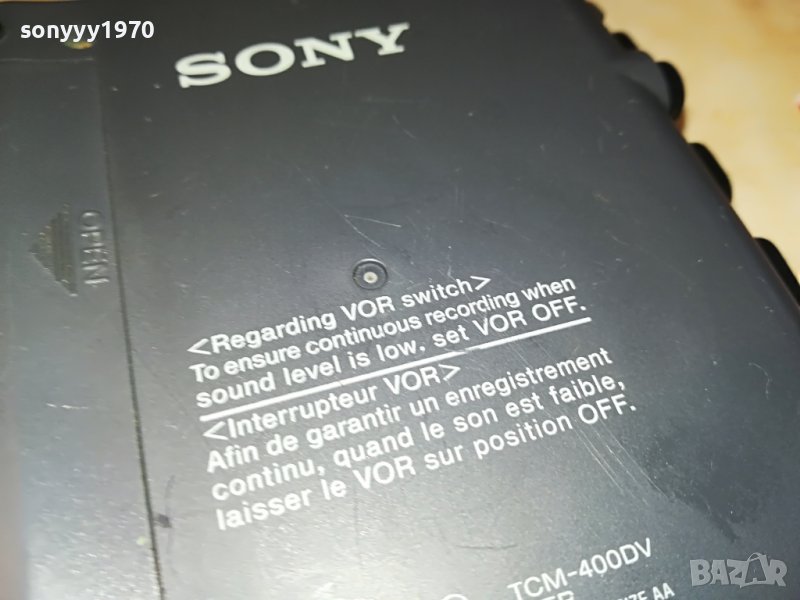 sonyyy1970
SONY
OPEN
<Regarding VOR switch>
To ensure continuous recording when
sound level is low, set VOR OFF.
<Interrupteur VOR>
Afin de garantir un enregistrement
continu, quand le son est faible,
laisser le VOR sur position OFF.
TCM-400DV
AA
BAZAR